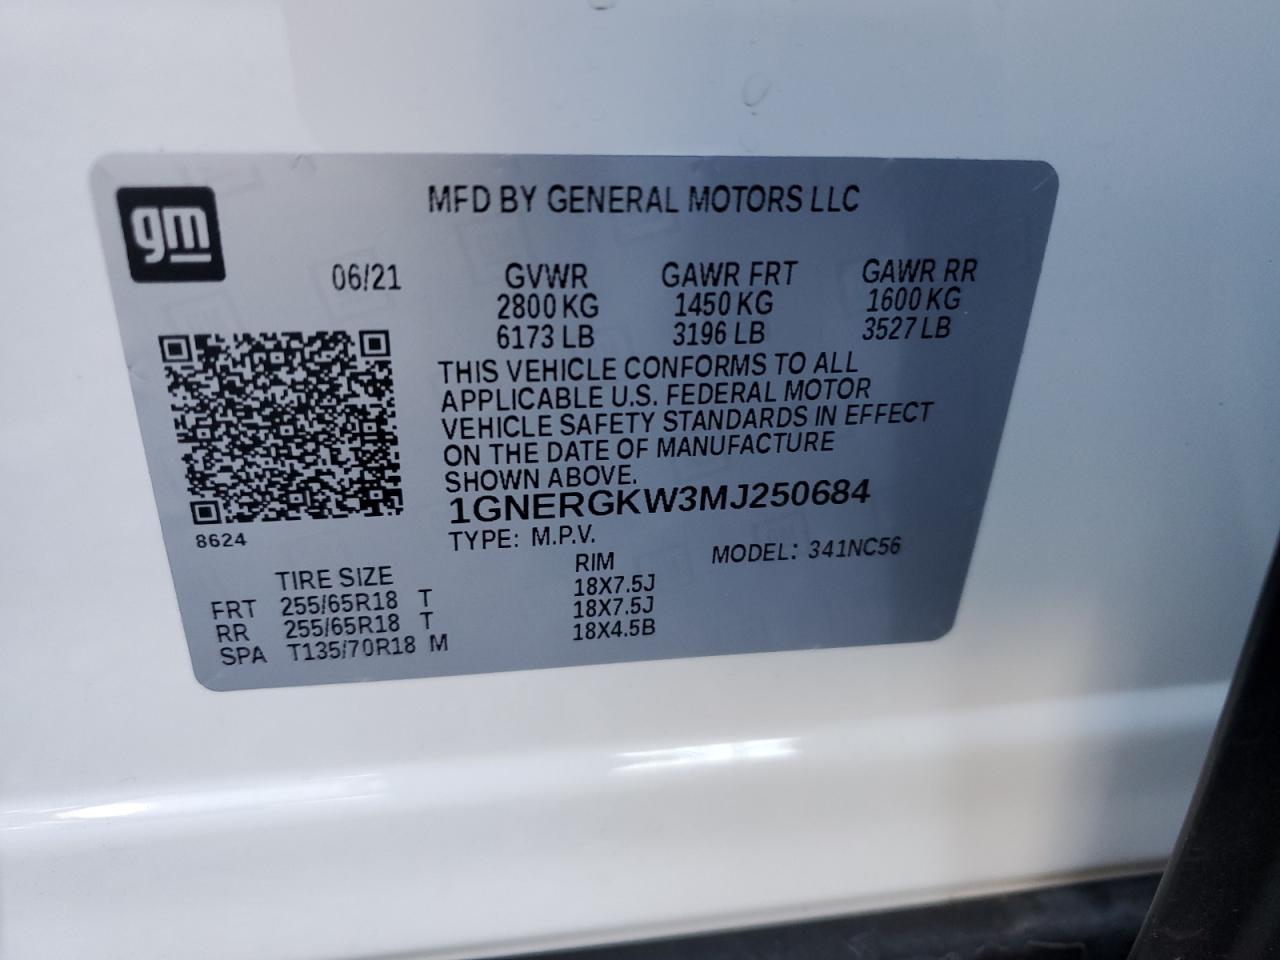 gm
MFD BY GENERAL MOTORS LLC
06/21 GVWR GAWR FRT GAWR RR
2800 KG 1450 KG 1600 KG
6173 LB 3196 LB 3527 LB
THIS VEHICLE CONFORMS TO ALL
APPLICABLE U.S. FEDERAL MOTOR
VEHICLE SAFETY STANDARDS IN EFFECT
ON THE DATE OF MANUFACTURE
SHOWN ABOVE.
1GNERGKW3MJ250684
8624
TYPE: M.P.V. MODEL: 341NC56
TIRE SIZE RIM
FRT 255/65R18 T 18X7.5J
RR 255/65R18 T 18X7.5J
SPA T135/70R18 M 18X4.5B